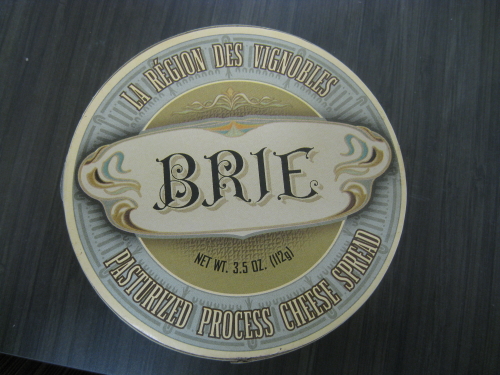 LA RÉGION DES VIGNOBLES
BRIE
NET WT. 3.5 OZ. (112g)
PASTURIZED PROCESS CHEESE SPREAD